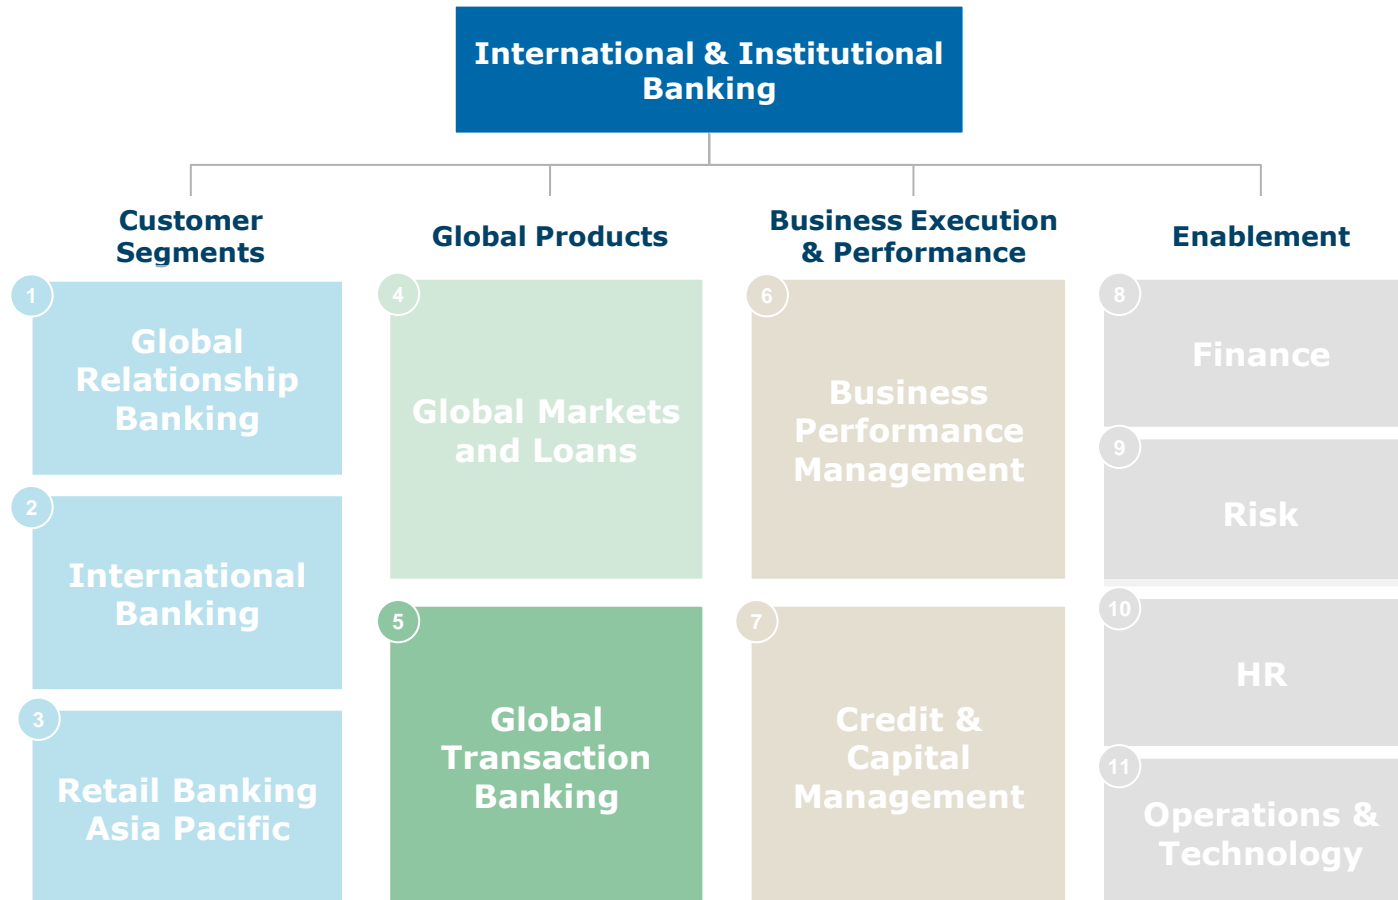 International & Institutional
Banking
Customer
Segments
1
Global
Relationship
Banking
2
International
Banking
3
Retail Banking
Asia Pacific
Global Products
4
Global Markets
and Loans
5
Global
Transaction
Banking
Business Execution
& Performance
6
Business
Performance
Management
7
Credit &
Capital
Management
Enablement
8
Finance
9
Risk
10
HR
11
Operations &
Technology